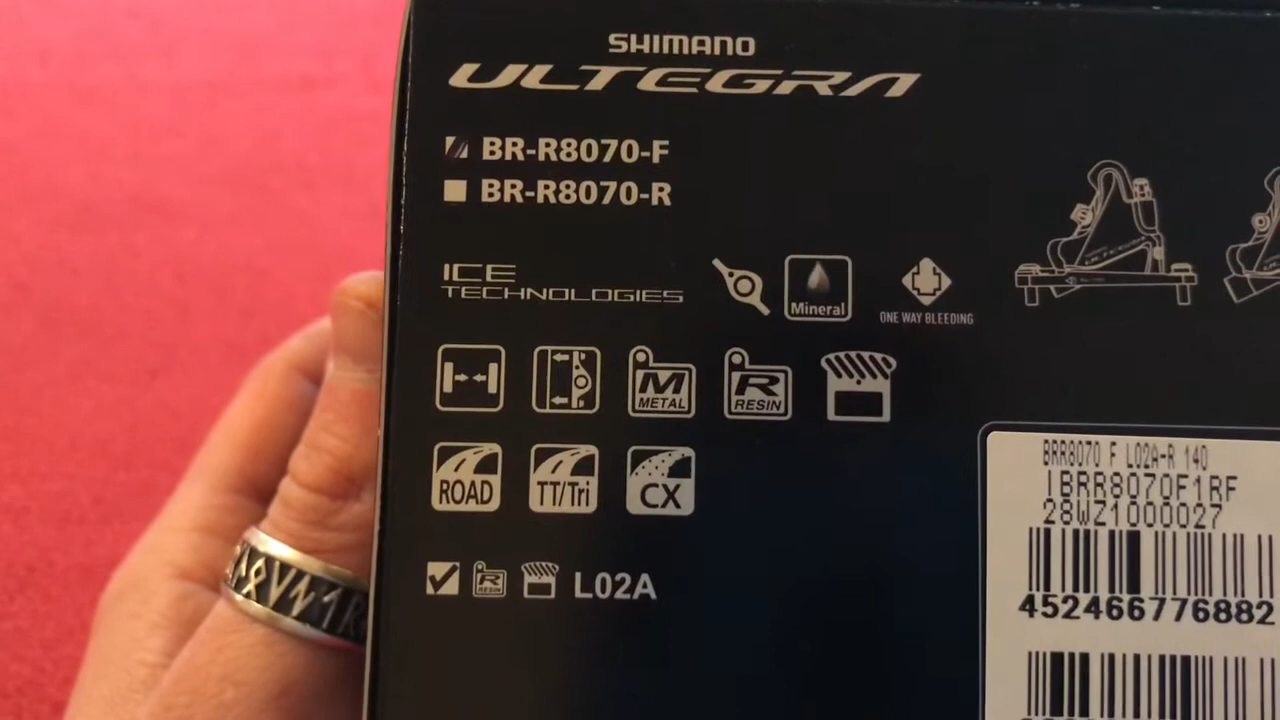 SHIMANO
ULTEGRA
BR-R8070-F
BR-R8070-R
ICE
TECHNOLOGIES
Mineral
ONE WAY BLEEDING
M
METAL
R
RESIN
ROAD
TT/Tri
CX
R
RESIN
L02A
BRR8070 F L02A-R 140
IBRR8070F1RF
28WZ1000027
452466776882